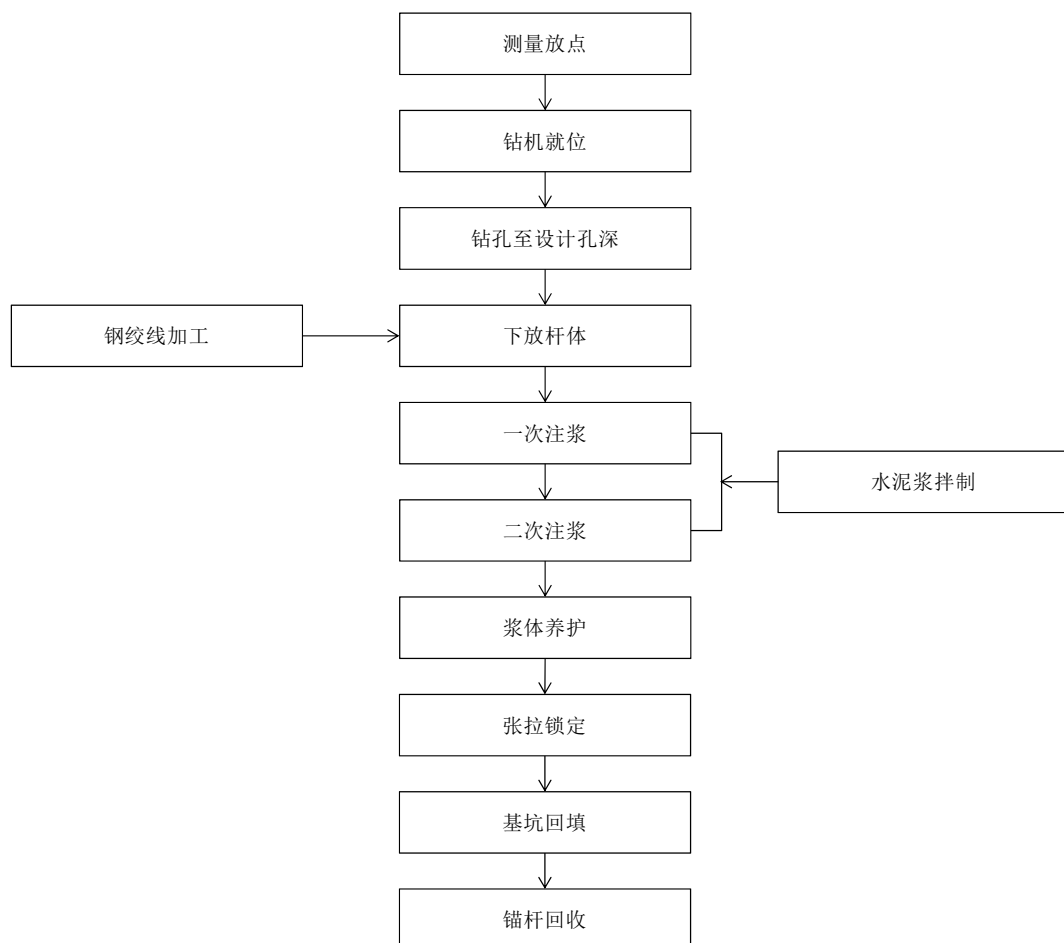 测量放点
钻机就位
钻孔至设计孔深
钢绞线加工
下放杆体
一次注浆
水泥浆拌制
二次注浆
浆体养护
张拉锁定
基坑回填
锚杆回收